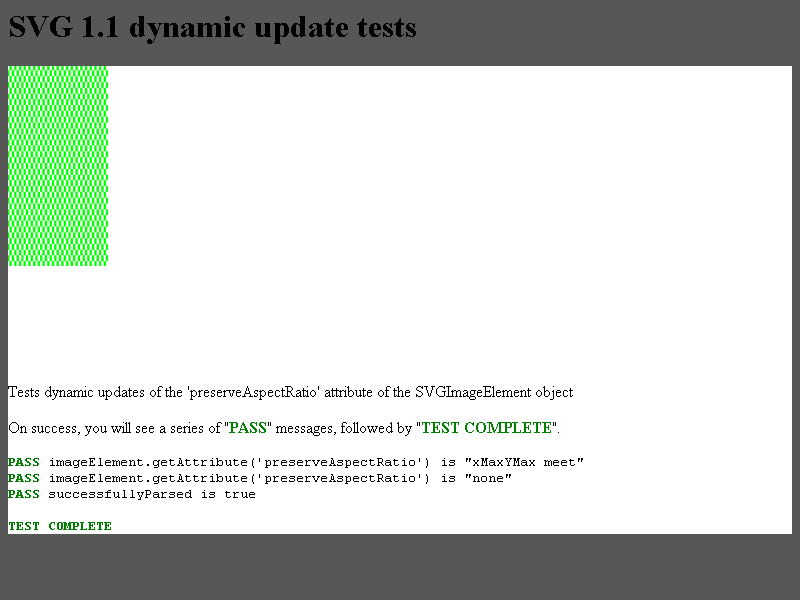 SVG 1.1 dynamic update tests
Tests dynamic updates of the 'preserveAspectRatio' attribute of the SVGImageElement object
On success, you will see a series of "PASS" messages, followed by "TEST COMPLETE".
PASS imageElement.getAttribute('preserveAspectRatio') is "xMaxYMax meet"
PASS imageElement.getAttribute('preserveAspectRatio') is "none"
PASS successfullyParsed is true
TEST COMPLETE